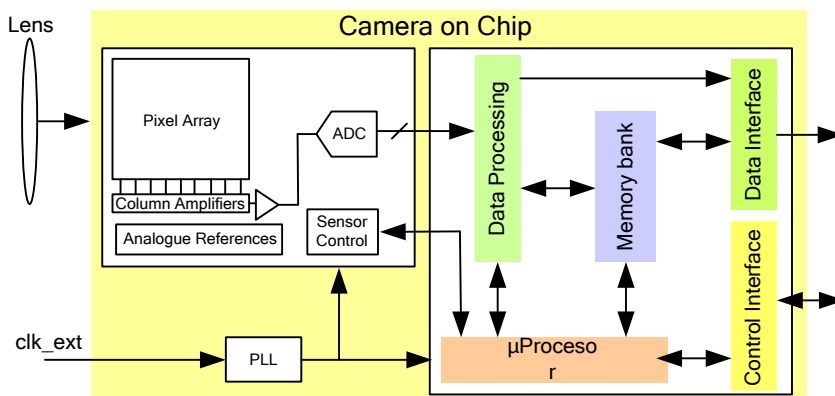 Lens
Camera on Chip
Pixel Array
ADC
Column Amplifiers
Analogue References
Sensor
Control
Data Processing
Memory bank
Data Interface
Control Interface
clk_ext
PLL
µProceso
r